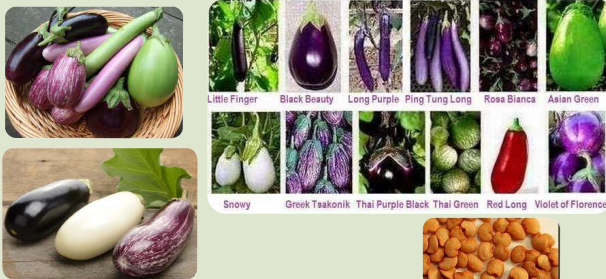 Little Finger Black Beauty Long Purple Ping Tung Long Rosa Bianca Asian Green
Snowy Greek Tsakonik Thai Purple Black Thai Green Red Long Violet of Florence